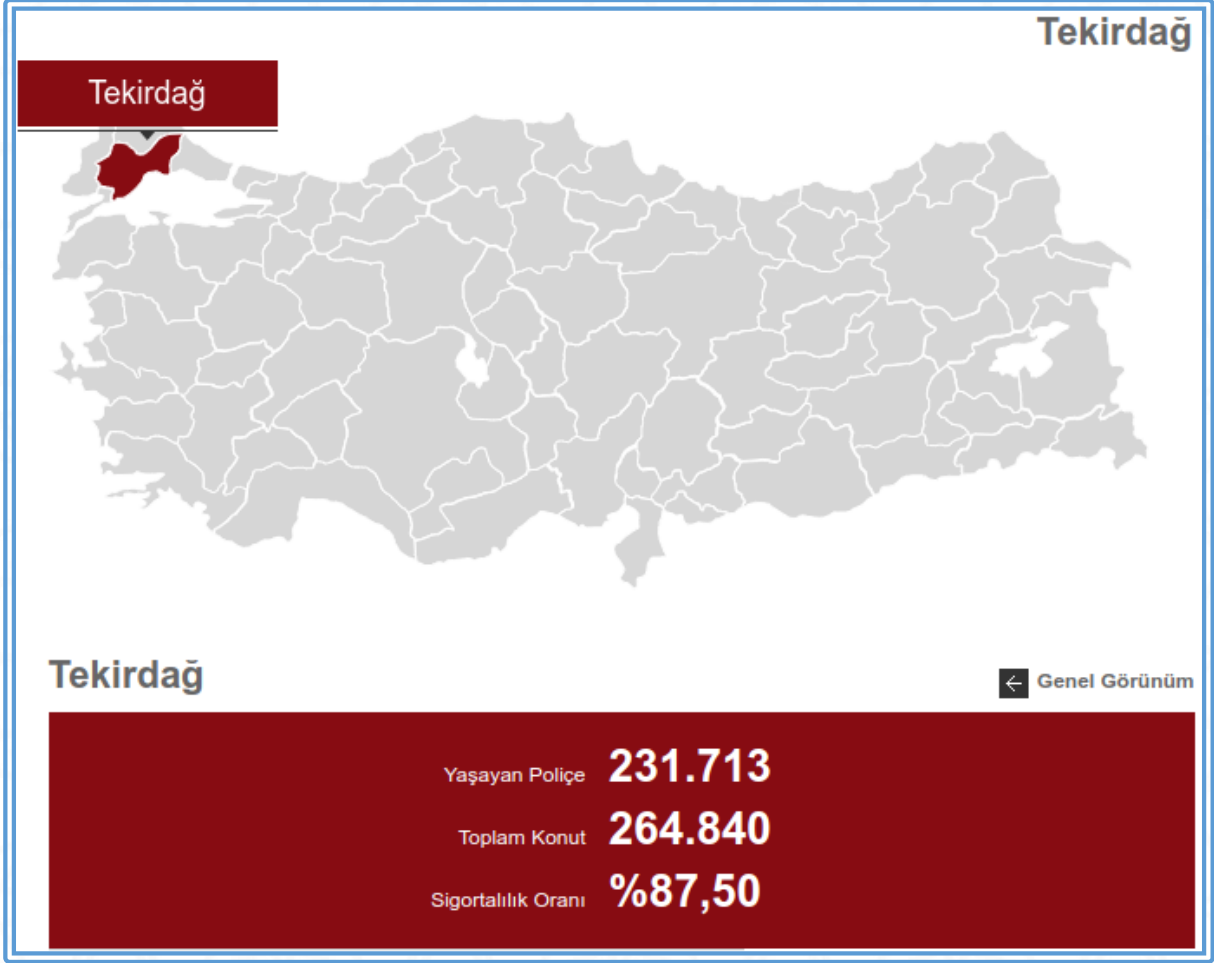 Tekirdağ
Tekirdağ
Tekirdağ
Genel Görünüm
Yaşayan Poliçe 231.713
Toplam Konut 264.840
Sigortalılık Oranı %87,50